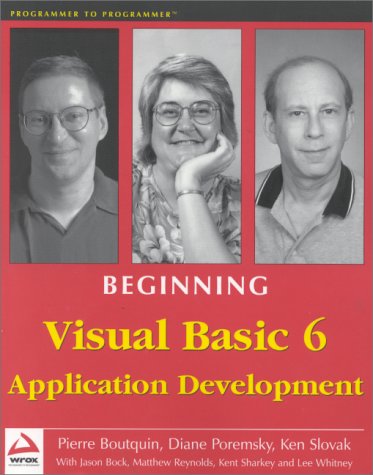 PROGRAMMER TO PROGRAMMER™
BEGINNING
Visual Basic 6
Application Development
Pierre Boutquin, Diane Poremsky, Ken Slovak
With Jason Bock, Matthew Reynolds, Kent Sharkey and Lee Whitney
wrox